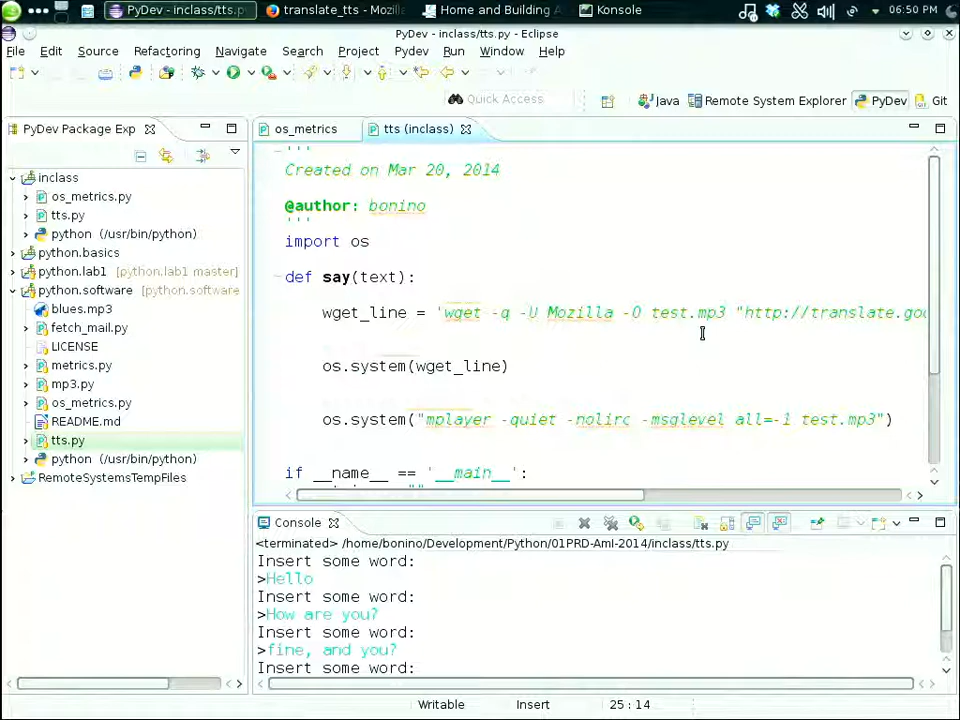 PyDev - inclass/tts.p
translate_tts - Mozill
Home and Building A
Konsole
06:50 PM
PyDev - inclass/tts.py - Eclipse
File Edit Source Refactoring Navigate Search Project Pydev Run Window Help
Quick Access
Java
Remote System Explorer
PyDev
Git
PyDev Package Exp
os_metrics
tts (inclass)
inclass
os_metrics.py
tts.py
python (/usr/bin/python)
python.basics
python.lab1 [python.lab1 master]
python.software [python.software
blues.mp3
fetch_mail.py
LICENSE
metrics.py
mp3.py
os_metrics.py
README.md
tts.py
python (/usr/bin/python)
RemoteSystemsTempFiles
'''
Created on Mar 20, 2014
@author: bonino
'''
import os
def say(text):
wget_line = 'wget -q -U Mozilla -O test.mp3 "http://translate.goo
os.system(wget_line)
os.system("mplayer -quiet -nolirc -msglevel all=-1 test.mp3")
if __name__ == '__main__':
Console
<terminated> /home/bonino/Development/Python/01PRD-AmI-2014/inclass/tts.py
Insert some word:
>Hello
Insert some word:
>How are you?
Insert some word:
>fine, and you?
Insert some word:
Writable
Insert
25 : 14